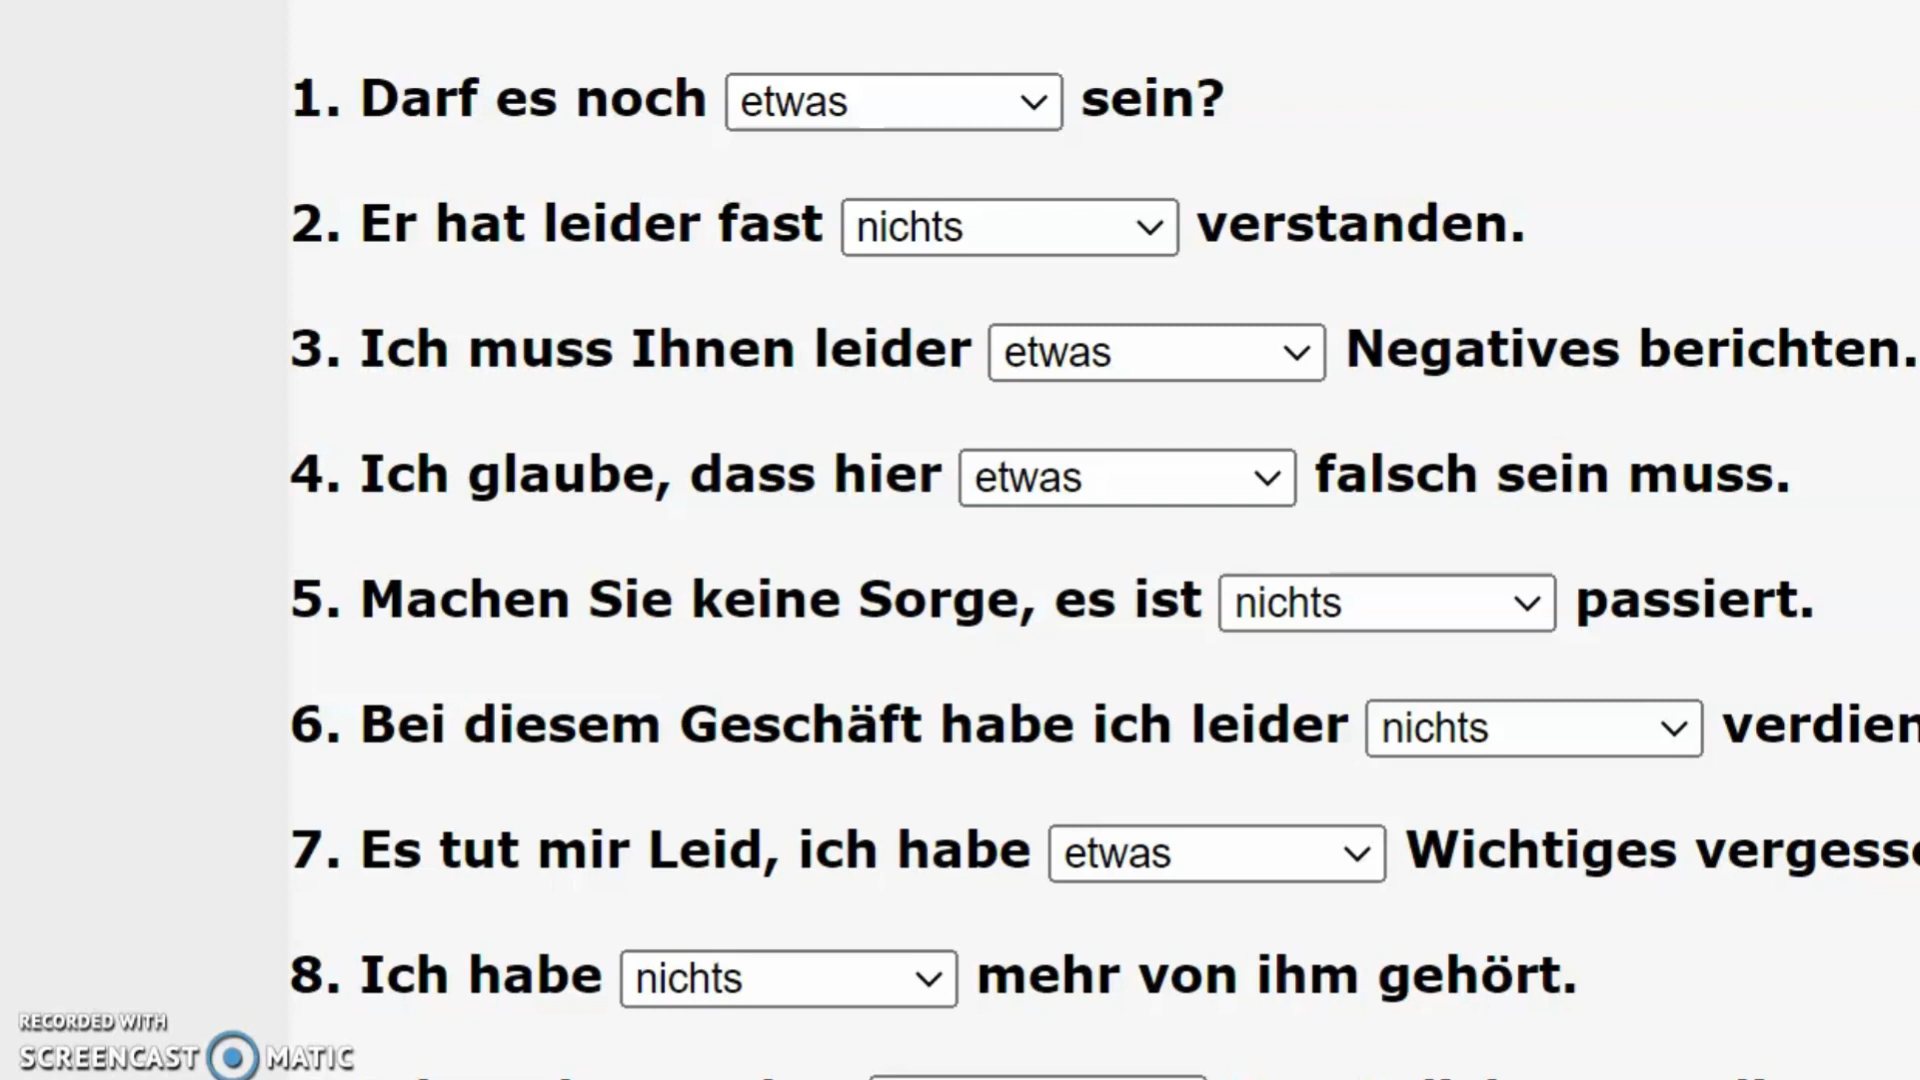 1. Darf es noch etwas sein?
2. Er hat leider fast nichts verstanden.
3. Ich muss Ihnen leider etwas Negatives berichten.
4. Ich glaube, dass hier etwas falsch sein muss.
5. Machen Sie keine Sorge, es ist nichts passiert.
6. Bei diesem Geschäft habe ich leider nichts verdien
7. Es tut mir Leid, ich habe etwas Wichtiges vergess
8. Ich habe nichts mehr von ihm gehört.
RECORDED WITH
SCREENCAST MATIC